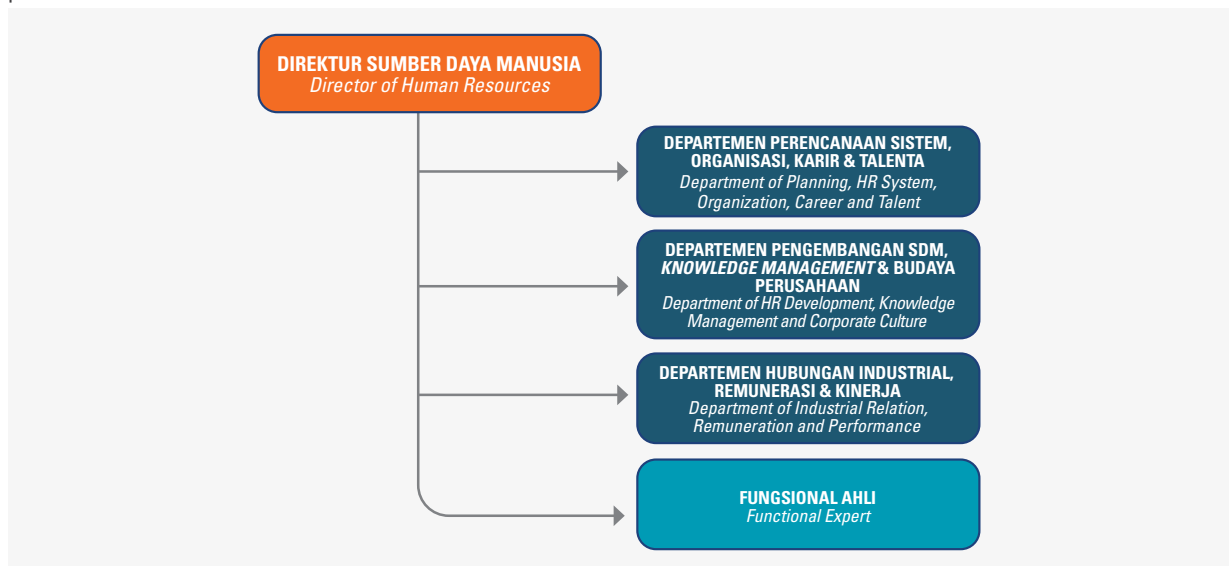 DIREKTUR SUMBER DAYA MANUSIA
Director of Human Resources
DEPARTEMEN PERENCANAAN SISTEM,
ORGANISASI, KARIR & TALENTA
Department of Planning, HR System,
Organization, Career and Talent
DEPARTEMEN PENGEMBANGAN SDM,
KNOWLEDGE MANAGEMENT & BUDAYA
PERUSAHAAN
Department of HR Development, Knowledge
Management and Corporate Culture
DEPARTEMEN HUBUNGAN INDUSTRIAL,
REMUNERASI & KINERJA
Department of Industrial Relation,
Remuneration and Performance
FUNGSIONAL AHLI
Functional Expert